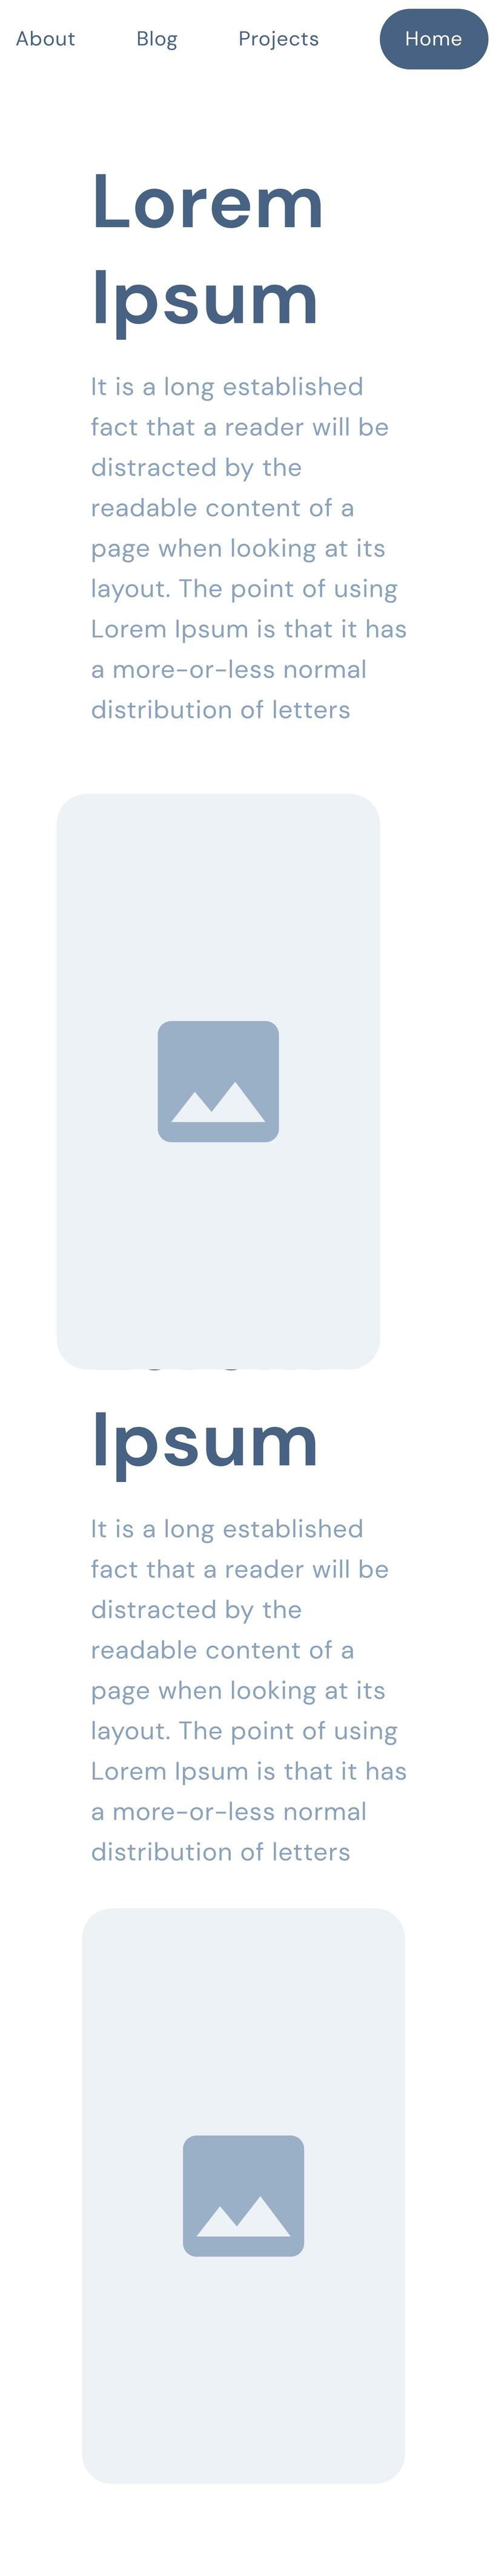 About Blog Projects Home
Lorem
Ipsum
It is a long established
fact that a reader will be
distracted by the
readable content of a
page when looking at its
layout. The point of using
Lorem Ipsum is that it has
a more-or-less normal
distribution of letters
Ipsum
It is a long established
fact that a reader will be
distracted by the
readable content of a
page when looking at its
layout. The point of using
Lorem Ipsum is that it has
a more-or-less normal
distribution of letters